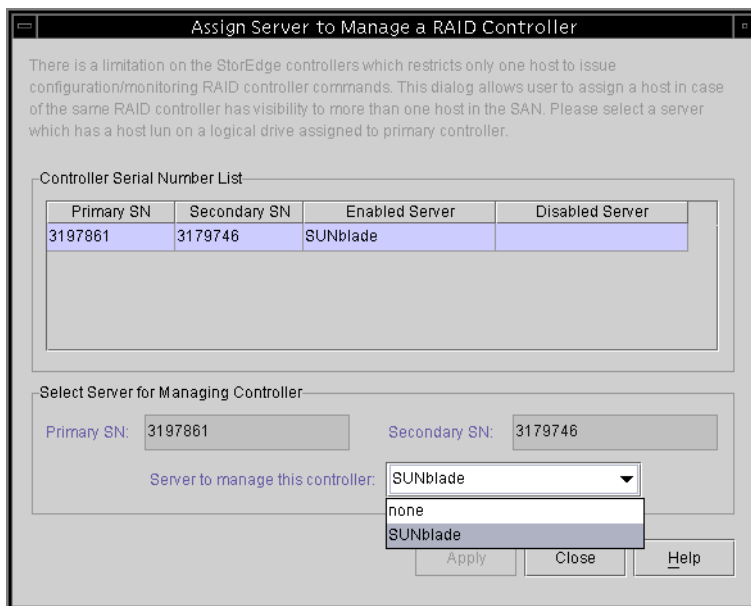 Assign Server to Manage a RAID Controller
There is a limitation on the StorEdge controllers which restricts only one host to issue
configuration/monitoring RAID controller commands. This dialog allows user to assign a host in case
of the same RAID controller has visibility to more than one host in the SAN. Please select a server
which has a host lun on a logical drive assigned to primary controller.
Controller Serial Number List
Primary SN Secondary SN Enabled Server Disabled Server
3197861 3179746 SUNblade
Select Server for Managing Controller
Primary SN: 3197861 Secondary SN: 3179746
Server to manage this controller: SUNblade
none
SUNblade
Apply Close Help